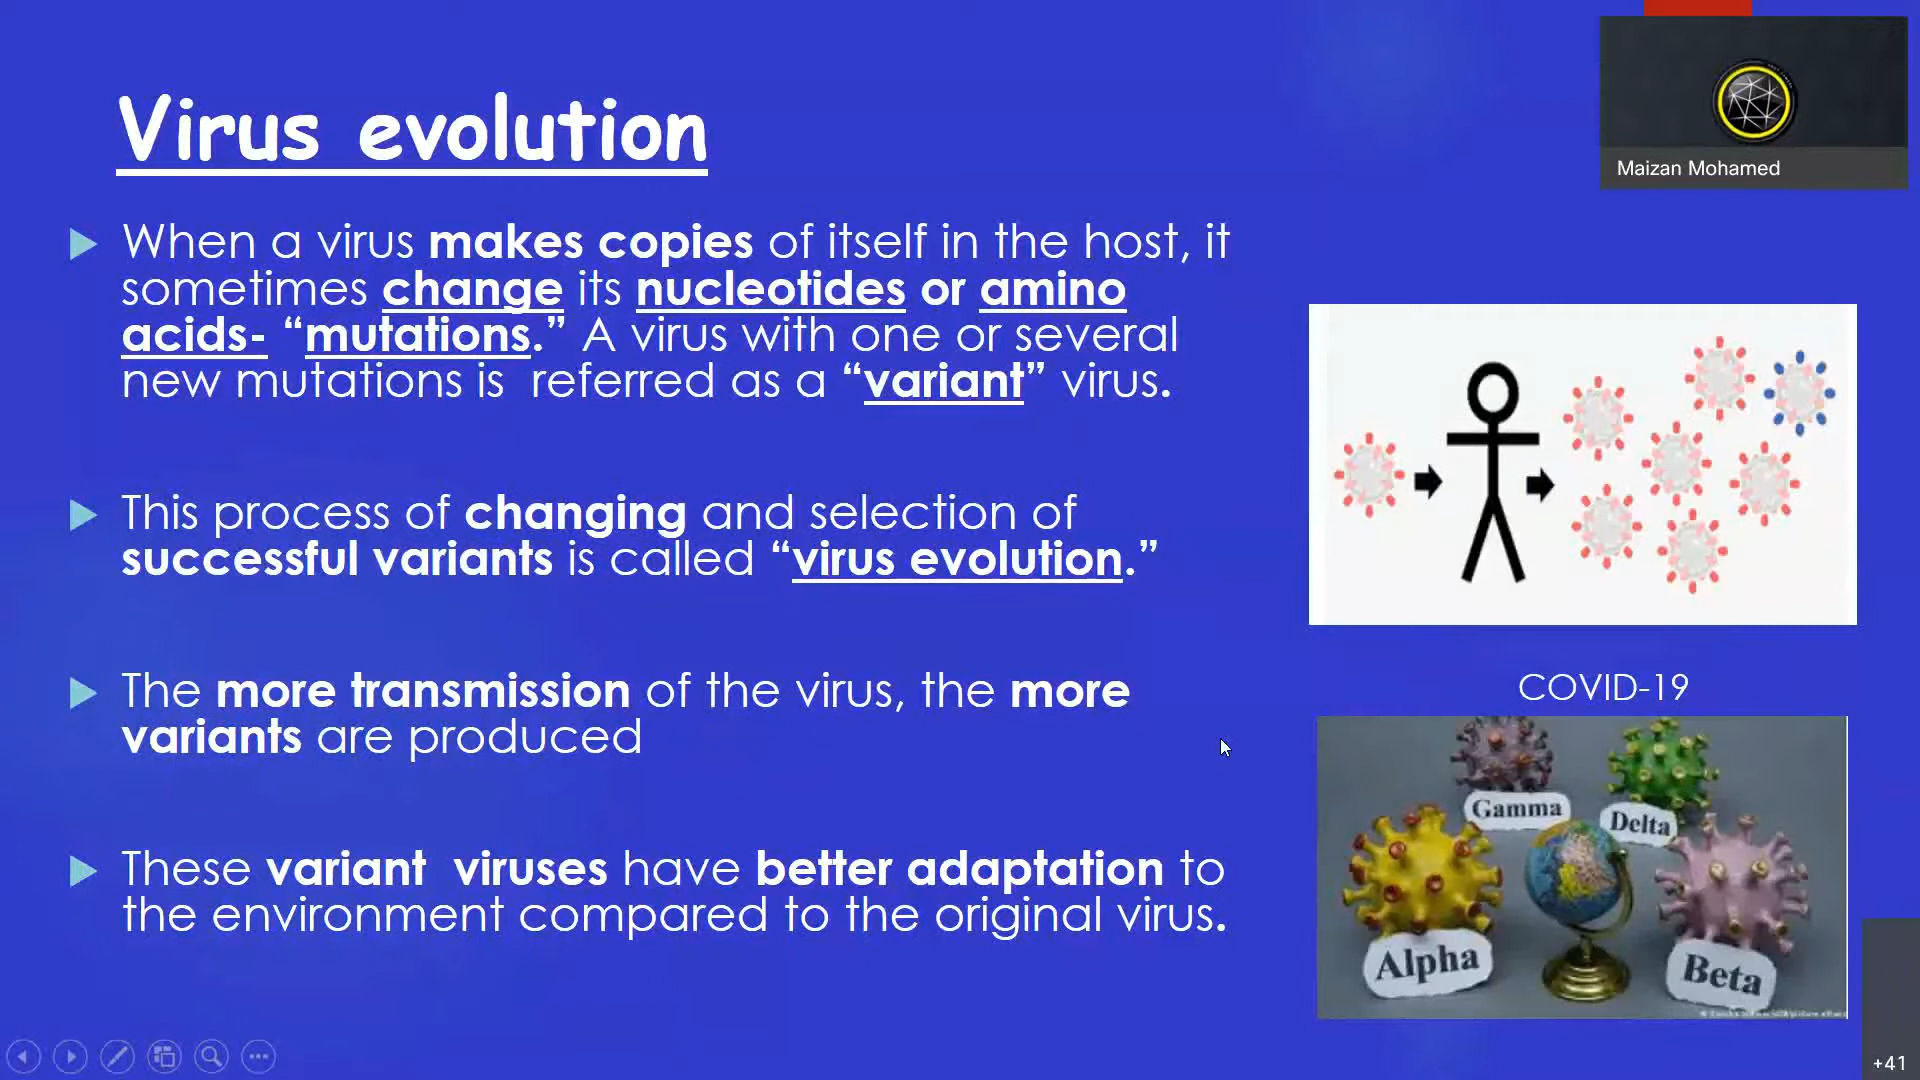 Virus evolution
Maizan Mohamed
When a virus makes copies of itself in the host, it
sometimes change its nucleotides or amino
acids- “mutations.” A virus with one or several
new mutations is referred as a “variant” virus.
This process of changing and selection of
successful variants is called “virus evolution.”
The more transmission of the virus, the more
variants are produced
These variant viruses have better adaptation to
the environment compared to the original virus.
COVID-19
Gamma
Delta
Alpha
Beta
+41